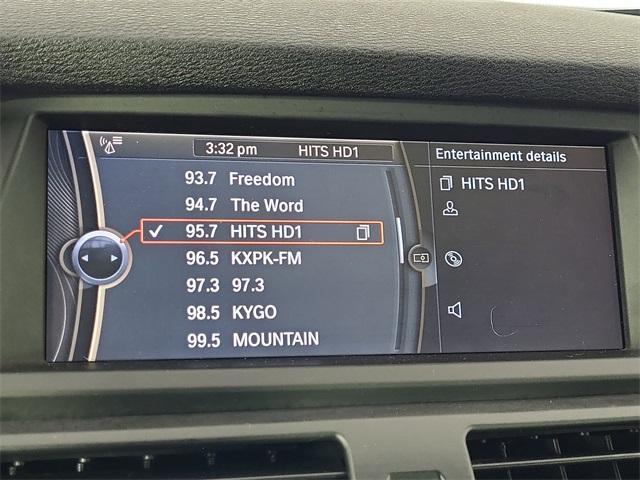 3:32 pm HITS HD1
93.7 Freedom
94.7 The Word
95.7 HITS HD1
96.5 KXPK-FM
97.3 97.3
98.5 KYGO
99.5 MOUNTAIN
Entertainment details
HITS HD1